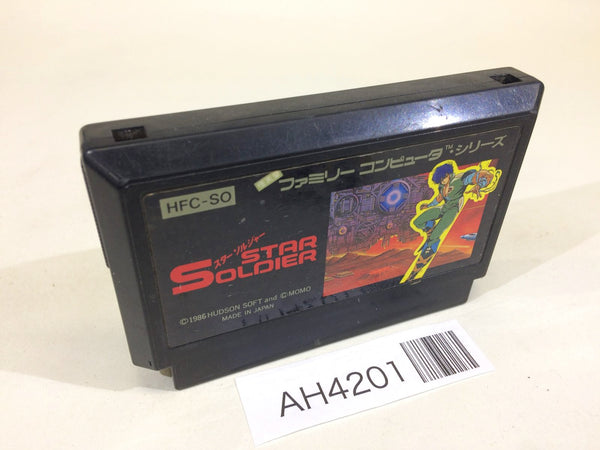 ファミリー コンピュータ™・シリーズ
HFC-SO
スター・ソルジャー
STAR
SOLDIER
©1986 HUDSON SOFT and ©MOMO
MADE IN JAPAN
AH4201